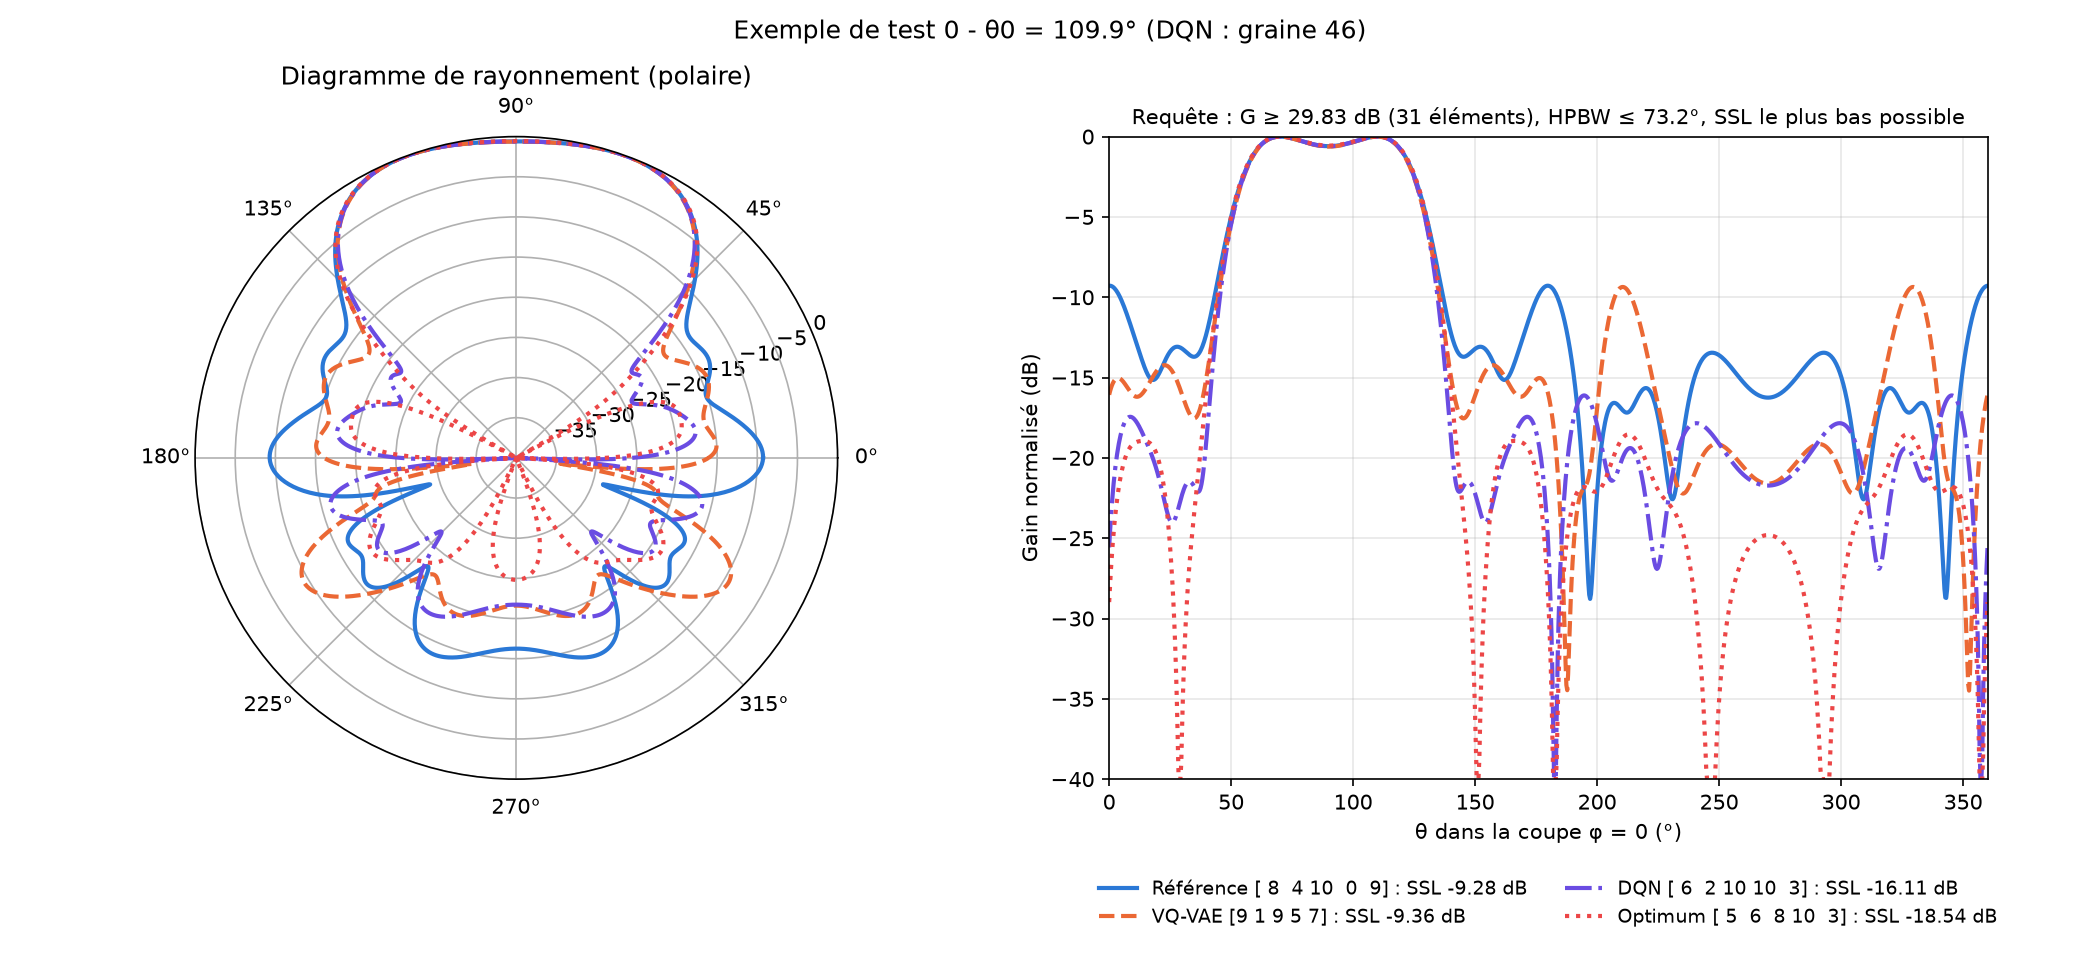 Exemple de test 0 - θ0 = 109.9° (DQN : graine 46)
Diagramme de rayonnement (polaire)
90°
135°
45°
180°
0°
225°
315°
270°
0
−5
−10
−15
−20
−25
−30
−35
Requête : G ≥ 29.83 dB (31 éléments), HPBW ≤ 73.2°, SSL le plus bas possible
Gain normalisé (dB)
0
−5
−10
−15
−20
−25
−30
−35
−40
0 50 100 150 200 250 300 350
θ dans la coupe φ = 0 (°)
Référence [ 8 4 10 0 9] : SSL -9.28 dB
VQ-VAE [9 1 9 5 7] : SSL -9.36 dB
DQN [ 6 2 10 10 3] : SSL -16.11 dB
Optimum [ 5 6 8 10 3] : SSL -18.54 dB